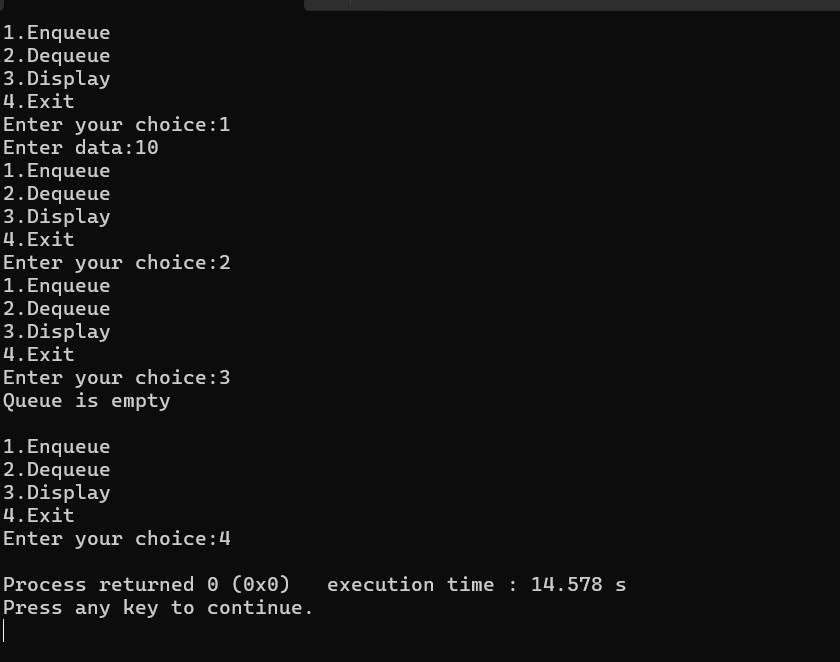 1.Enqueue
2.Dequeue
3.Display
4.Exit
Enter your choice:1
Enter data:10
1.Enqueue
2.Dequeue
3.Display
4.Exit
Enter your choice:2
1.Enqueue
2.Dequeue
3.Display
4.Exit
Enter your choice:3
Queue is empty

1.Enqueue
2.Dequeue
3.Display
4.Exit
Enter your choice:4

Process returned 0 (0x0)   execution time : 14.578 s
Press any key to continue.